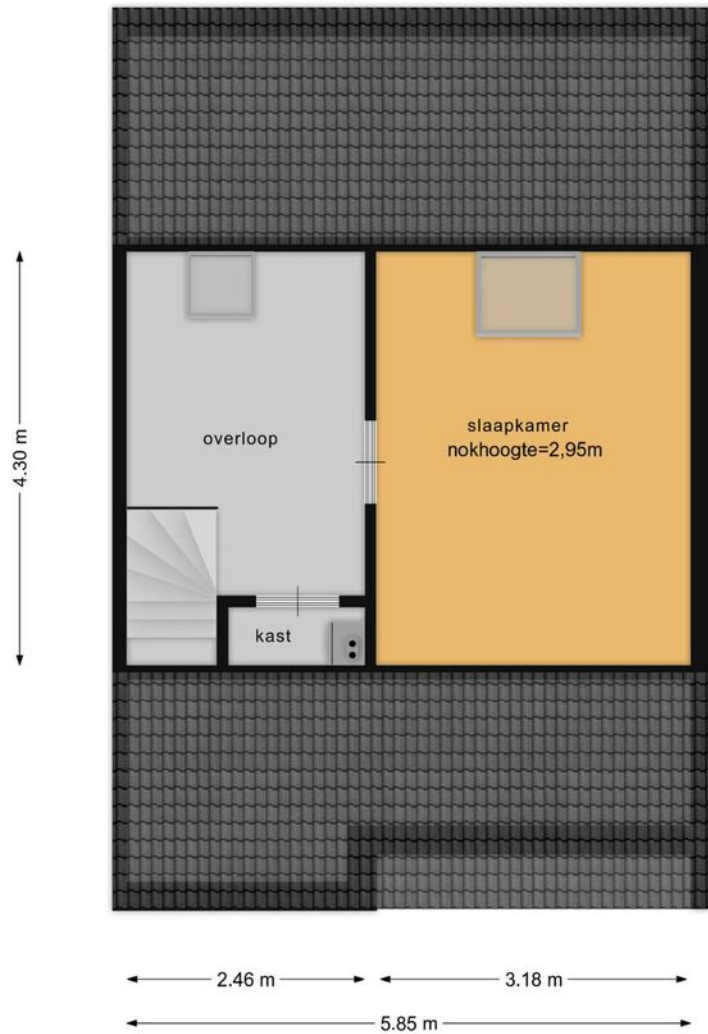 4.30 m
overloop
slaapkamer
nokhoogte=2,95m
kast
2.46 m
3.18 m
5.85 m